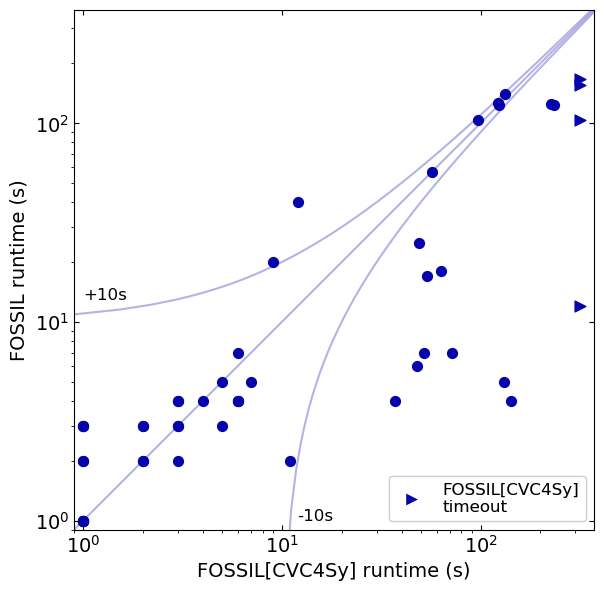 FOSSIL runtime (s)
10²
10¹
10⁰
+10s
-10s
FOSSIL[CVC4Sy]
timeout
10⁰ 10¹ 10²
FOSSIL[CVC4Sy] runtime (s)